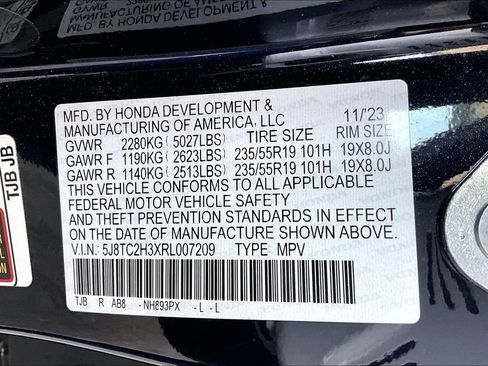 MFD. BY HONDA DEVELOPMENT &
MANUFACTURING OF AMERICA, LLC 11/'23
GVWR 2280KG (5027LBS) TIRE SIZE RIM SIZE
GAWR F 1190KG (2623LBS) 235/55R19 101H 19X8.0J
GAWR R 1140KG (2513LBS) 235/55R19 101H 19X8.0J
THIS VEHICLE CONFORMS TO ALL APPLICABLE
FEDERAL MOTOR VEHICLE SAFETY
AND THEFT PREVENTION STANDARDS IN EFFECT
ON THE DATE OF MANUFACTURE SHOWN ABOVE.
V.I.N.: 5J8TC2H3XRL007209 TYPE: MPV
TJB R AB8 -NH893PX -L -L
TJB JB
MANUFACTURING OF AMERICA